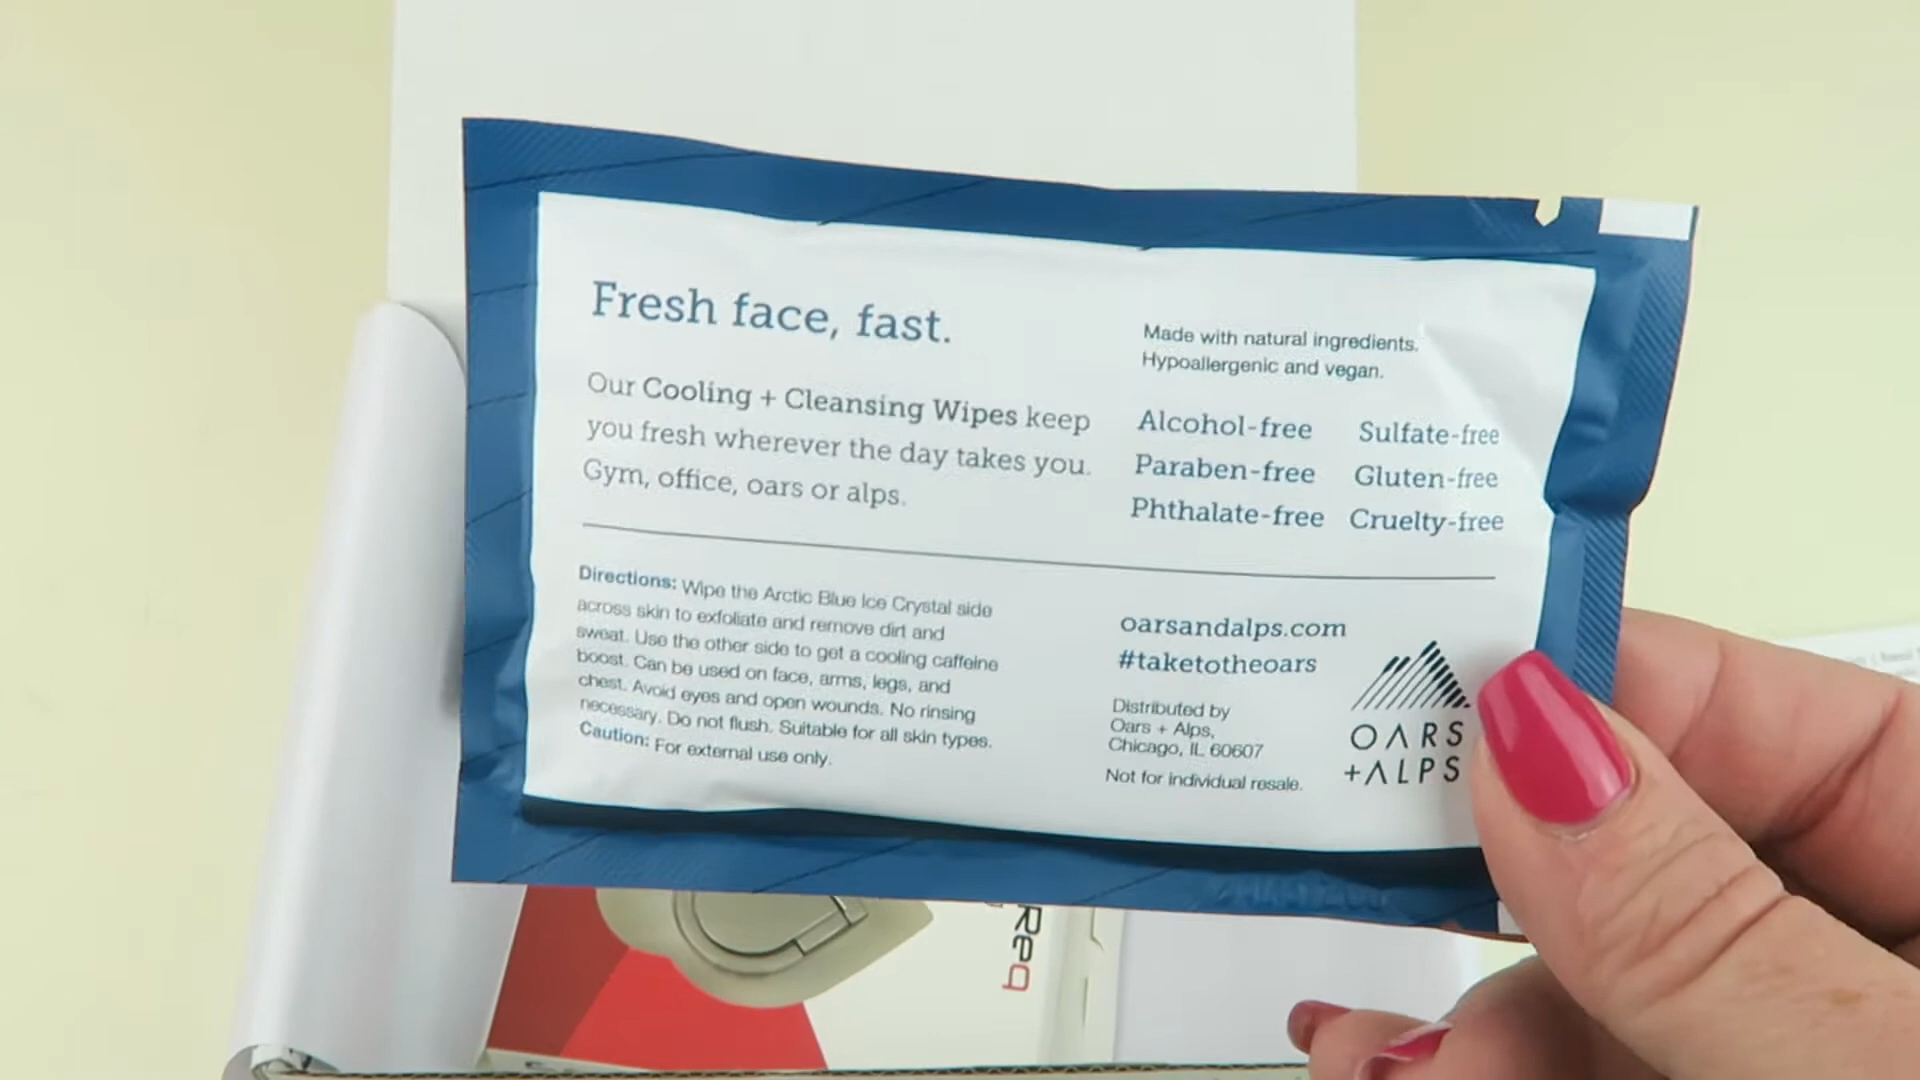 Fresh face, fast.
Our Cooling + Cleansing Wipes keep
you fresh wherever the day takes you.
Gym, office, oars or alps.
Made with natural ingredients.
Hypoallergenic and vegan.
Alcohol-free Sulfate-free
Paraben-free Gluten-free
Phthalate-free Cruelty-free
Directions: Wipe the Arctic Blue Ice Crystal side
across skin to exfoliate and remove dirt and
sweat. Use the other side to get a cooling caffeine
boost. Can be used on face, arms, legs, and
chest. Avoid eyes and open wounds. No rinsing
necessary. Do not flush. Suitable for all skin types.
Caution: For external use only.
oarsandalps.com
#taketotheoars
Distributed by
Oars + Alps,
Chicago, IL 60607
Not for individual resale.
OΛRS
+ΛLPS
Req